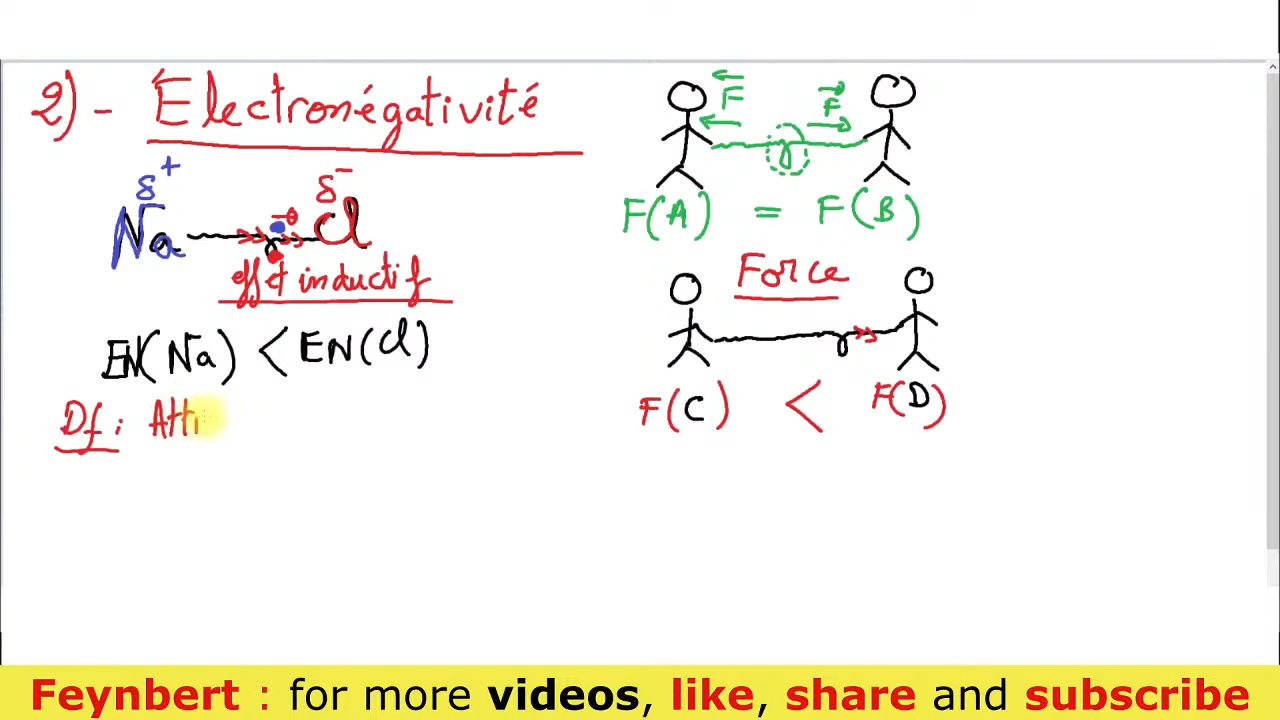 2) - Électronégativité
δ+ δ-
Na Cl
effet inductif
EN(Na) < EN(Cl)
Df : Attr
F F
F(A) = F(B)
Force
F(C) < F(D)
Feynbert : for more videos, like, share and subscribe